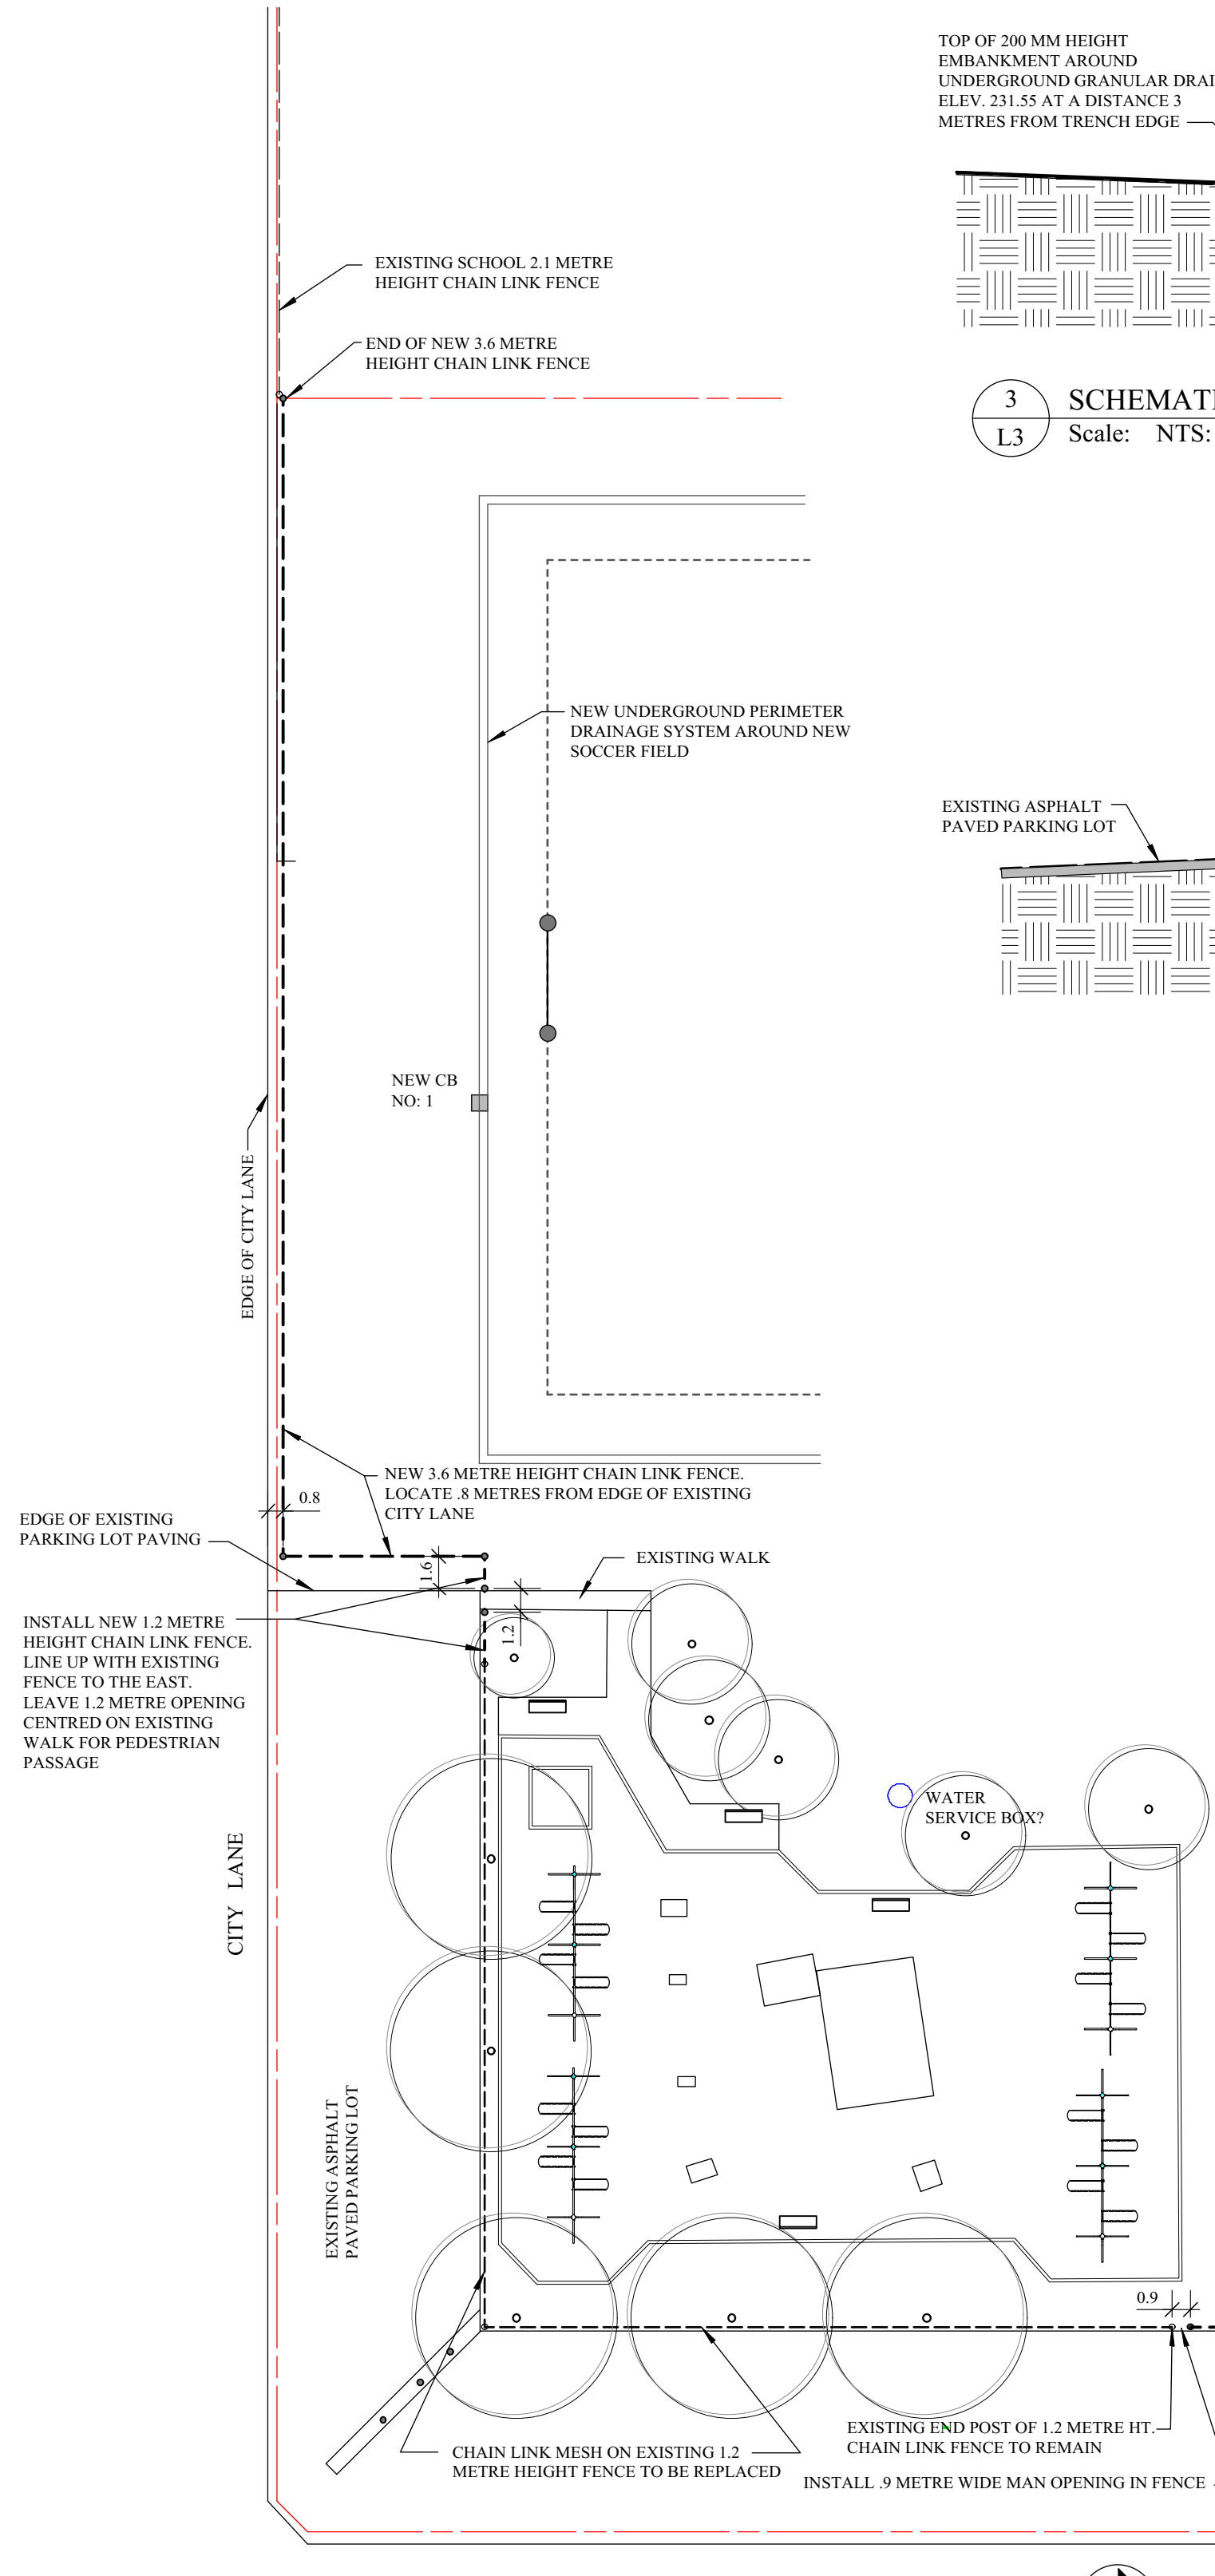 TOP OF 200 MM HEIGHT
EMBANKMENT AROUND
UNDERGROUND GRANULAR
ELEV. 231.55 AT A DISTANCE 3
METRES FROM TRENCH EDGE
EXISTING SCHOOL 2.1 METRE
HEIGHT CHAIN LINK FENCE
END OF NEW 3.6 METRE
HEIGHT CHAIN LINK FENCE
3
L3
Scale: NTS:
NEW UNDERGROUND PERIMETER
DRAINAGE SYSTEM AROUND NEW
SOCCER FIELD
EXISTING ASPHALT
PAVED PARKING LOT
NEW CB
NO: 1
EDGE OF CITY LANE
NEW 3.6 METRE HEIGHT CHAIN LINK FENCE.
LOCATE .8 METRES FROM EDGE OF EXISTING
CITY LANE
0.8
EDGE OF EXISTING
PARKING LOT PAVING
EXISTING WALK
1.6
1.2
INSTALL NEW 1.2 METRE
HEIGHT CHAIN LINK FENCE.
LINE UP WITH EXISTING
FENCE TO THE EAST.
LEAVE 1.2 METRE OPENING
CENTRED ON EXISTING
WALK FOR PEDESTRIAN
PASSAGE
WATER
SERVICE BOX?
CITY LANE
EXISTING ASPHALT
PAVED PARKING LOT
0.9
EXISTING END POST OF 1.2 METRE HT.
CHAIN LINK FENCE TO REMAIN
CHAIN LINK MESH ON EXISTING 1.2
METRE HEIGHT FENCE TO BE REPLACED
INSTALL .9 METRE WIDE MAN OPENING IN FENCE